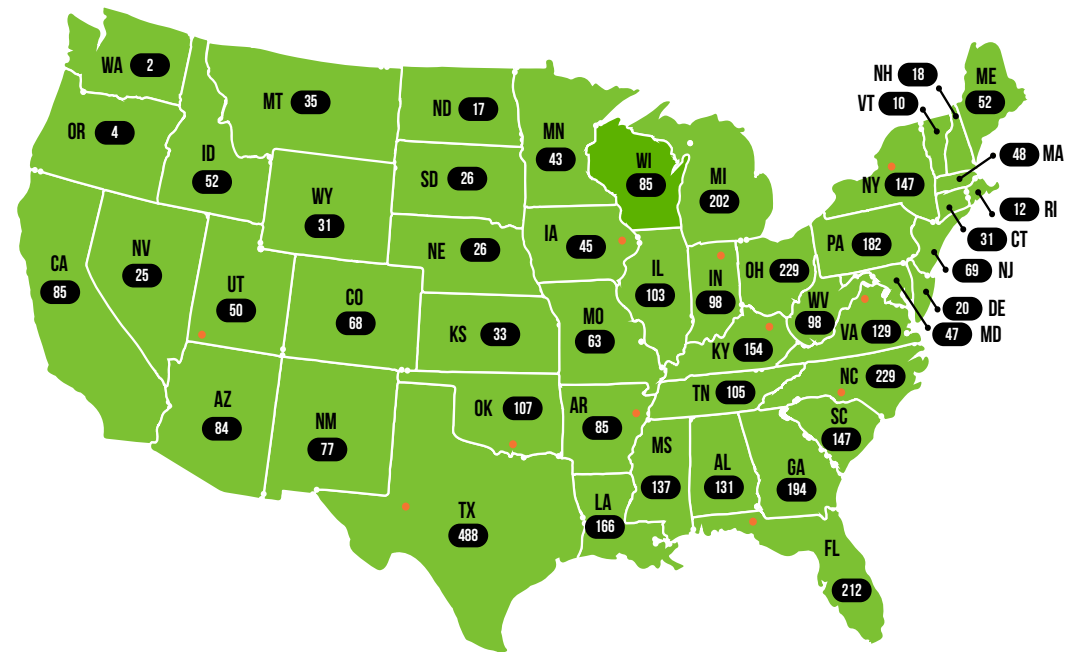 WA 2
OR 4
MT 35
ID 52
WY 31
ND 17
SD 26
NE 26
MN 43
WI 85
MI 202
IA 45
CA 85
NV 25
UT 50
CO 68
KS 33
MO 63
IL 103
IN 98
OH 229
KY 154
WV 98
VA 129
PA 182
NY 147
VT 10
NH 18
ME 52
48 MA
12 RI
31 CT
69 NJ
20 DE
47 MD
AZ 84
NM 77
OK 107
AR 85
TN 105
NC 229
SC 147
MS 137
AL 131
GA 194
TX 488
LA 166
FL 212